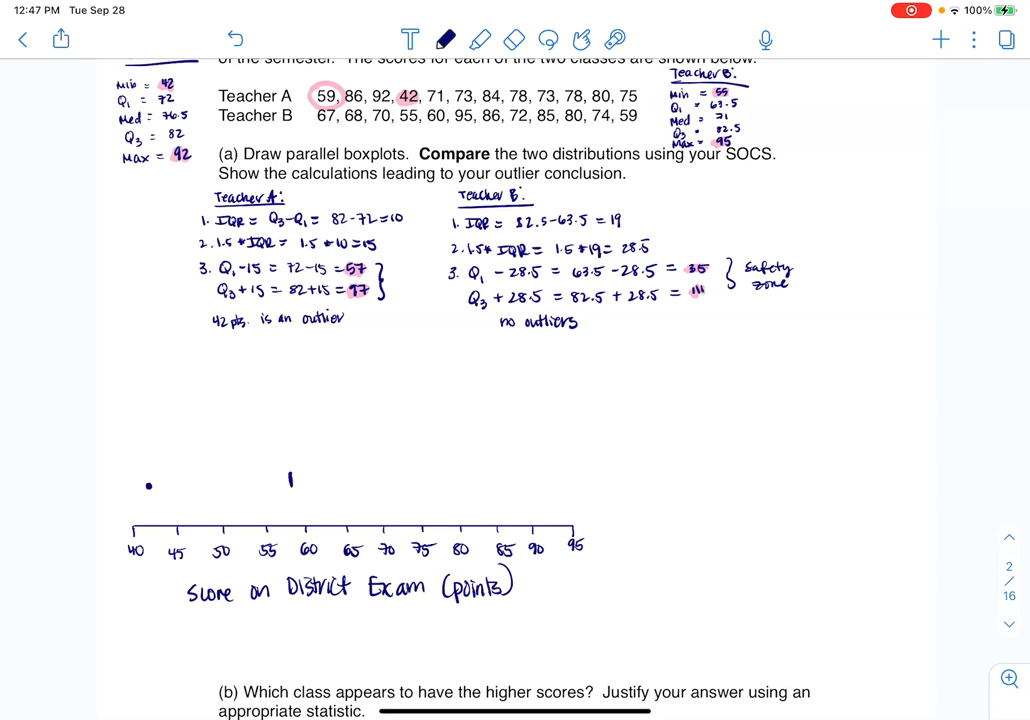 12:47 PM Tue Sep 28
100%
Teacher A 59, 86, 92, 42, 71, 73, 84, 78, 73, 78, 80, 75
Teacher B 67, 68, 70, 55, 60, 95, 86, 72, 85, 80, 74, 59
Min = 42
Q1 = 72
Med = 76.5
Q3 = 82
Max = 92
Teacher B:
Min = 55
Q1 = 63.5
Med = 71
Q3 = 82.5
Max = 95
(a) Draw parallel boxplots. Compare the two distributions using your SOCS.
Show the calculations leading to your outlier conclusion.
Teacher A:
1. IQR = Q3-Q1 = 82-72=10
2. 1.5 *IQR = 1.5 *10 =15
3. Q1-15 = 72-15 =57
Q3+15 = 82+15 = 97
42 pts. is an outlier
Teacher B:
1. IQR = 82.5-63.5 = 19
2. 1.5* IQR = 1.5 *19 = 28.5
3. Q1 - 28.5 = 63.5 -28.5 = 35
Q3 + 28.5 = 82.5 + 28.5 = 111
safety
zone
no outliers
40 45 50 55 60 65 70 75 80 85 90 95
Score on District Exam (points)
2
/
16
(b) Which class appears to have the higher scores? Justify your answer using an
appropriate statistic.